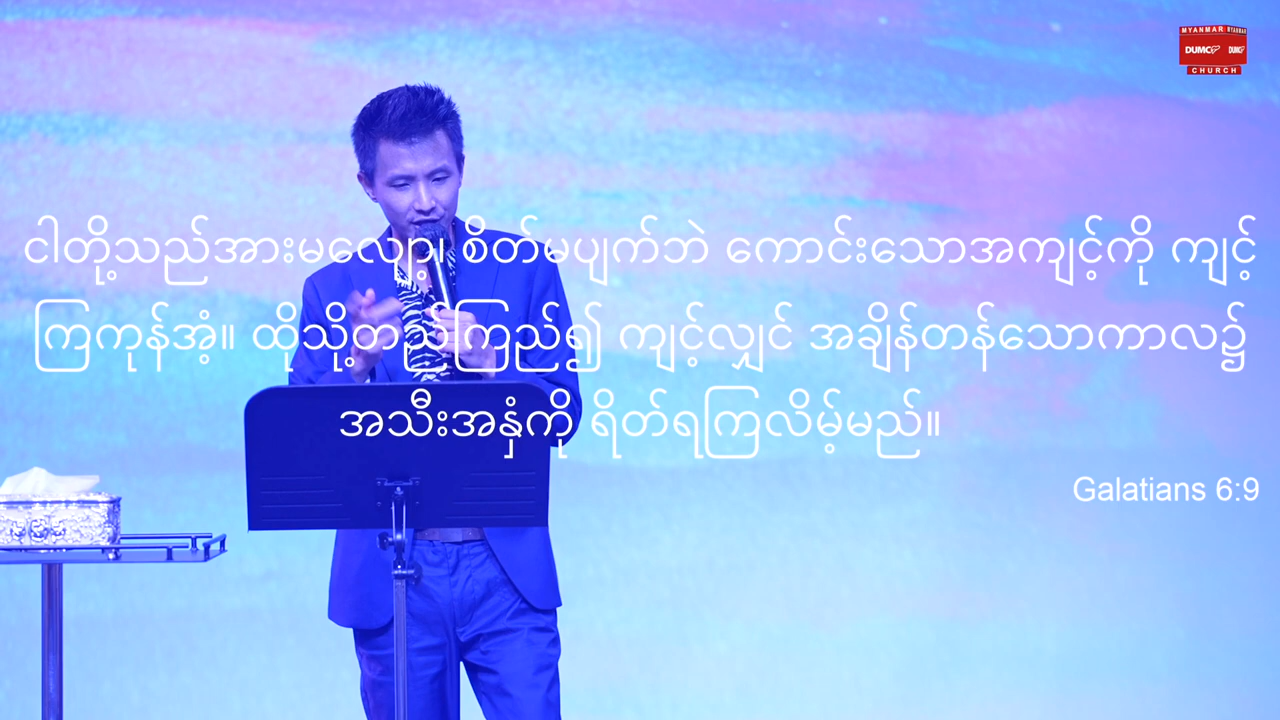 MYANMAR MYANMAR
DUMC DUMC
CHURCH
ငါတို့သည်အားမလျော့၊ စိတ်မပျက်ဘဲ ကောင်းသောအကျင့်ကို ကျင့်
ကြကုန်အံ့။ ထိုသို့တည်ကြည်၍ ကျင့်လျှင် အချိန်တန်သောကာလ၌
အသီးအနှံကို ရိတ်ရကြလိမ့်မည်။
Galatians 6:9